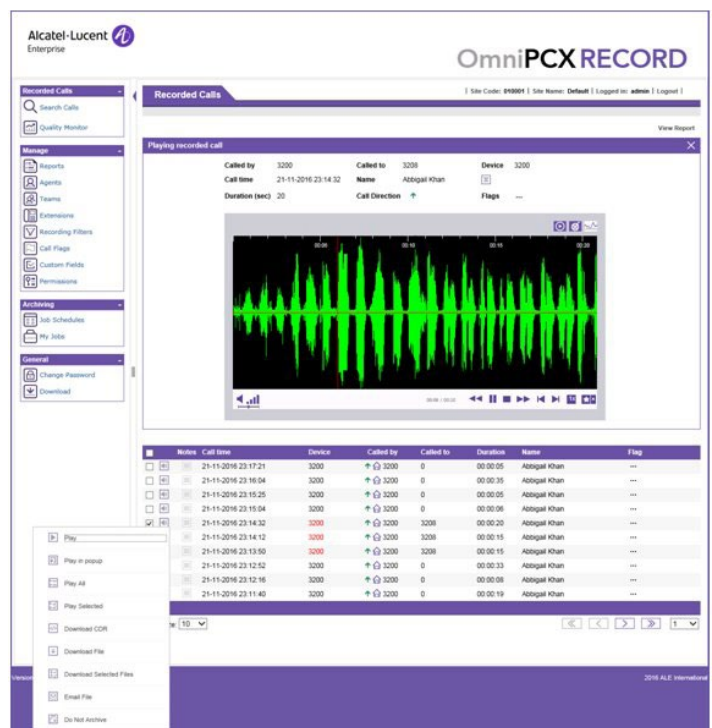 Alcatel·Lucent
Enterprise
OmniPCX RECORD
Recorded Calls
Search Calls
Quality Monitor
Manage
Reports
Agents
Teams
Extensions
Recording Filters
Call Flags
Custom Fields
Permissions
Archiving
Job Schedules
My Jobs
General
Change Password
Download
Recorded Calls
| Site Code: 010001 | Site Name: Default | Logged in: admin | Logout |
View Report
Playing recorded call
Called by 3200 Called to 3208 Device 3200
Call time 21-11-2016 23:14:32 Name Abbigail Khan
Duration (sec) 20 Call Direction Flags ---
00:05 00:10 00:15 00:20
Notes Call time Device Called by Called to Duration Name Flag
21-11-2016 23:17:21 3200 3200 0 00:00:05 Abbigail Khan ---
21-11-2016 23:16:04 3200 3200 0 00:00:35 Abbigail Khan ---
21-11-2016 23:15:25 3200 3200 0 00:00:05 Abbigail Khan ---
21-11-2016 23:15:04 3200 3200 0 00:00:06 Abbigail Khan ---
21-11-2016 23:14:32 3200 3200 3208 00:00:20 Abbigail Khan ---
21-11-2016 23:14:12 3200 3200 3208 00:00:15 Abbigail Khan ---
21-11-2016 23:13:50 3200 3200 3208 00:00:15 Abbigail Khan ---
21-11-2016 23:12:52 3200 3200 0 00:00:33 Abbigail Khan ---
21-11-2016 23:12:16 3200 3200 0 00:00:08 Abbigail Khan ---
21-11-2016 23:11:40 3200 3200 0 00:00:19 Abbigail Khan ---
10 1
Play
Play in popup
Play All
Play Selected
Download CDR
Download File
Download Selected Files
Email File
Do Not Archive
Version
2016 ALE International